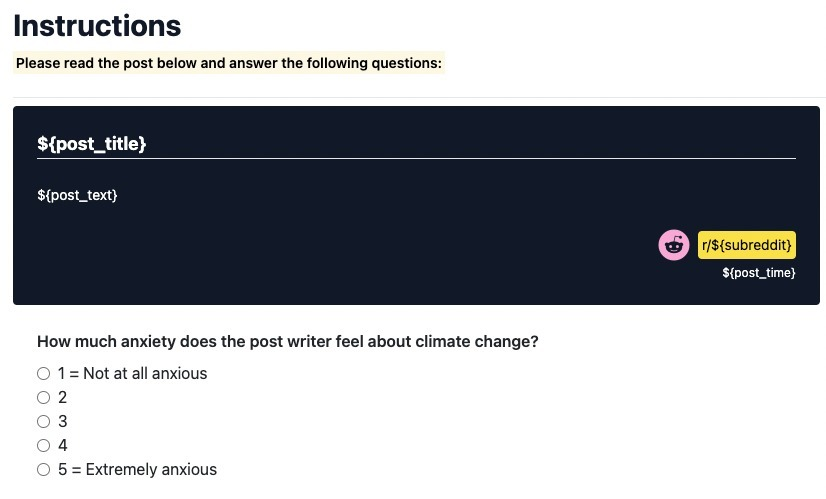 Instructions
Please read the post below and answer the following questions:
${post_title}
${post_text}
r/${subreddit}
${post_time}
How much anxiety does the post writer feel about climate change?
1 = Not at all anxious
2
3
4
5 = Extremely anxious